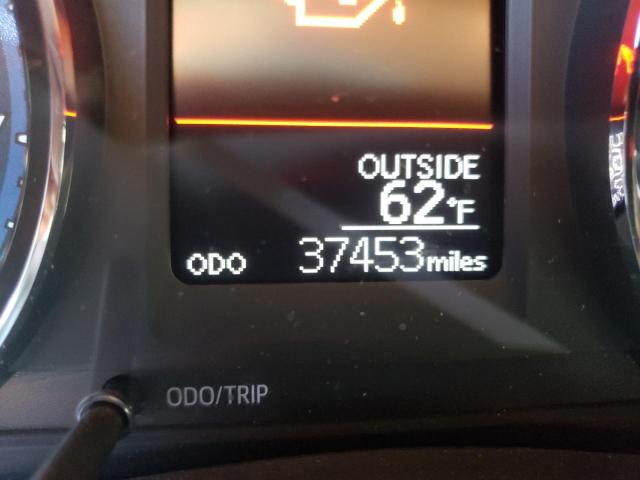 OUTSIDE
62°F
ODO 37453 miles
ODO/TRIP